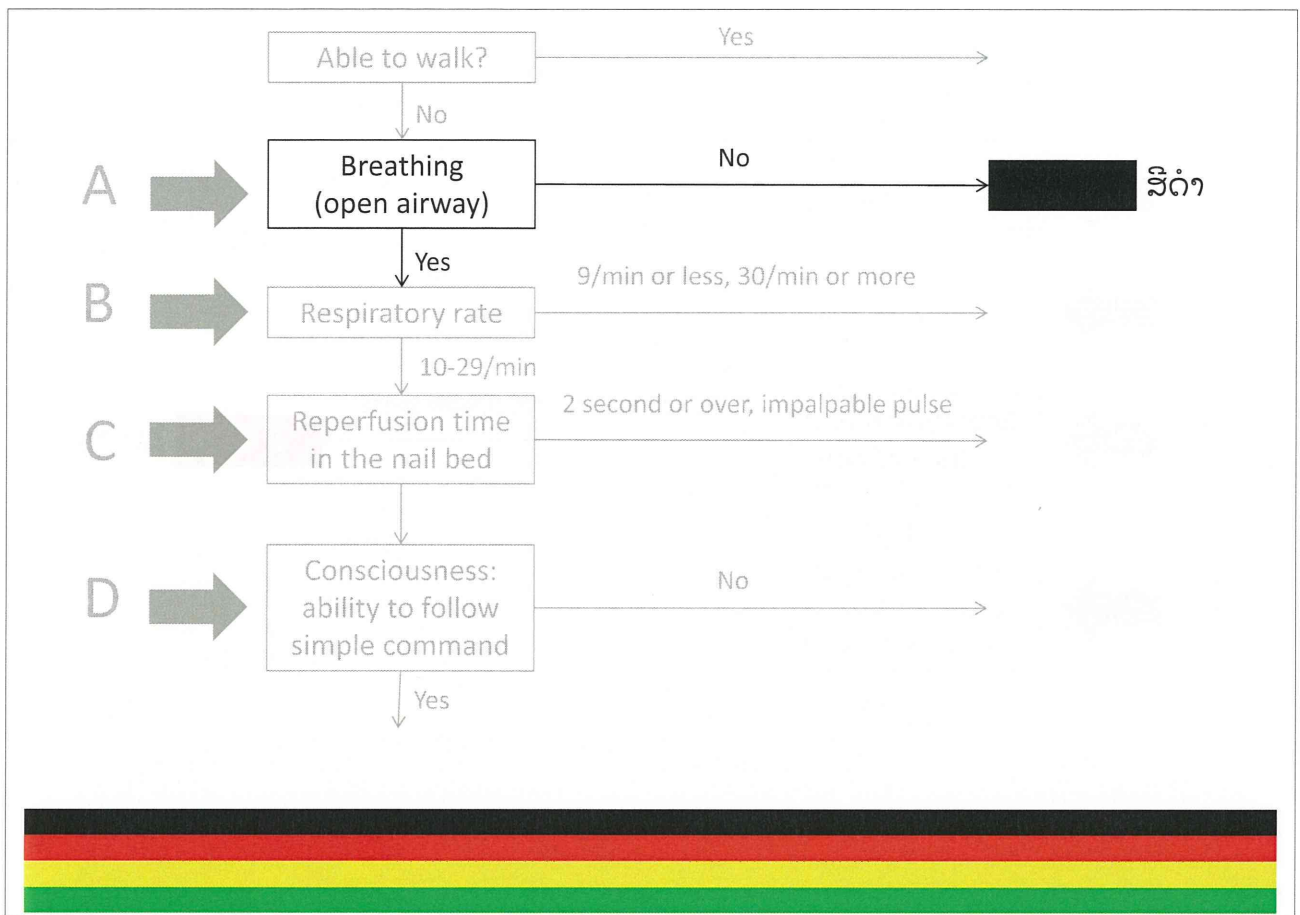 Able to walk?
Yes
No
A
Breathing
(open airway)
No
ສີດຳ
Yes
B
Respiratory rate
9/min or less, 30/min or more
10-29/min
C
Reperfusion time
in the nail bed
2 second or over, impalpable pulse
D
Consciousness:
ability to follow
simple command
No
Yes